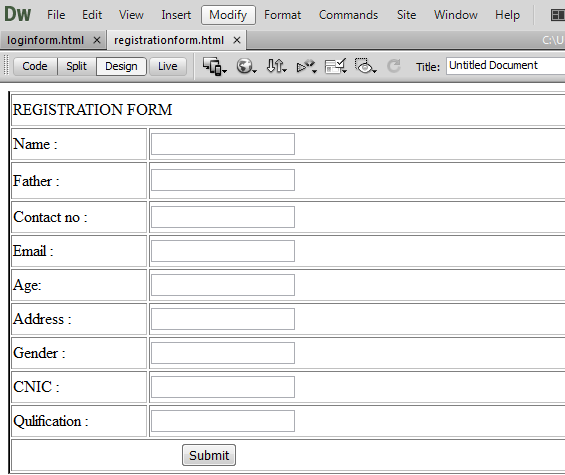 Dw File Edit View Insert Modify Format Commands Site Window Help
loginform.html × registrationform.html × C:\U
Code Split Design Live Title: Untitled Document
REGISTRATION FORM
Name :
Father :
Contact no :
Email :
Age:
Address :
Gender :
CNIC :
Qulification :
Submit